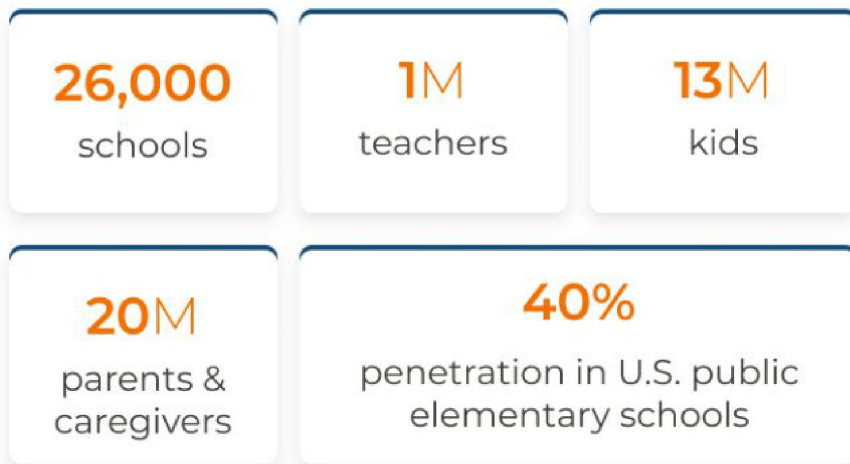 26,000
schools
1M
teachers
13M
kids
20M
parents &
caregivers
40%
penetration in U.S. public
elementary schools